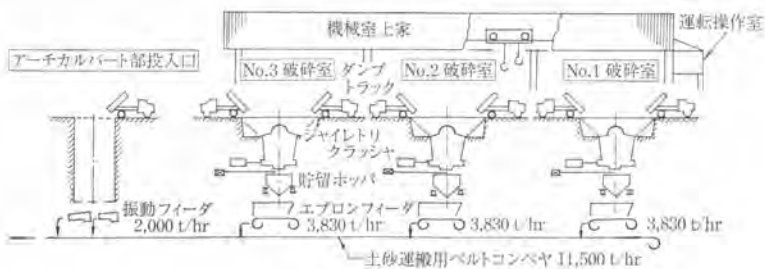 機械室上家
運転操作室
アーチカルバート部投入口
No.3 破砕室
ダンプ
トラック
No.2 破砕室
No.1 破砕室
ジャイレトリ
クラッシャ
貯留ホッパ
振動フィーダ
2,000 t/hr
エプロンフィーダ
3,830 t/hr
3,830 t/hr
3,830 t/hr
土砂運搬用ベルトコンベヤ 11,500 t/hr